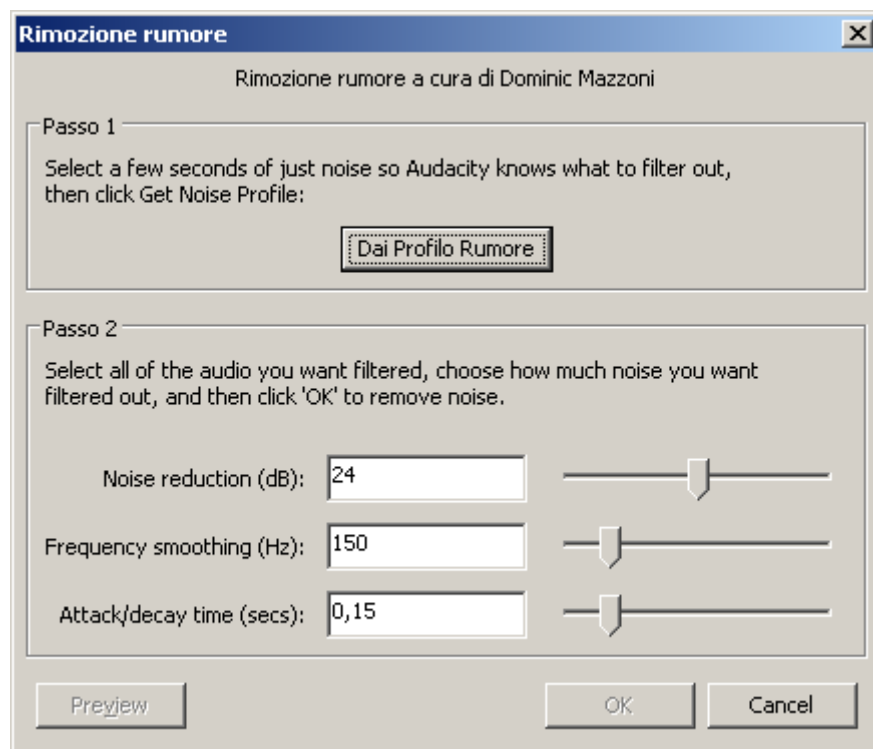 Rimozione rumore
Rimozione rumore a cura di Dominic Mazzoni
Passo 1
Select a few seconds of just noise so Audacity knows what to filter out,
then click Get Noise Profile:
Dai Profilo Rumore
Passo 2
Select all of the audio you want filtered, choose how much noise you want
filtered out, and then click 'OK' to remove noise.
Noise reduction (dB): 24
Frequency smoothing (Hz): 150
Attack/decay time (secs): 0,15
Preview OK Cancel